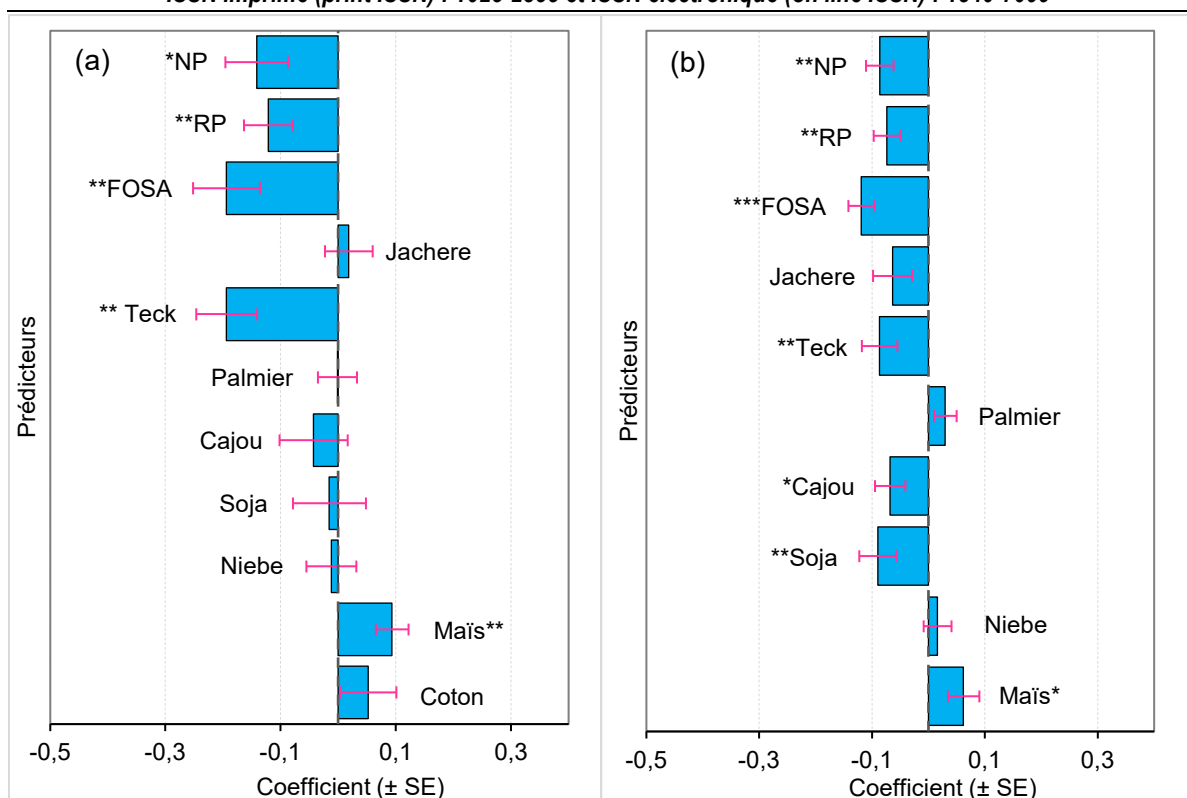 (a)
*NP
**RP
**FOSA
Jachere
** Teck
Palmier
Cajou
Soja
Niebe
Maïs**
Coton
Prédicteurs
-0,5
-0,3
-0,1
0,1
0,3
Coefficient (± SE)
(b)
**NP
**RP
***FOSA
Jachere
**Teck
Palmier
*Cajou
**Soja
Niebe
Maïs*
Prédicteurs
-0,5
-0,3
-0,1
0,1
0,3
Coefficient (± SE)